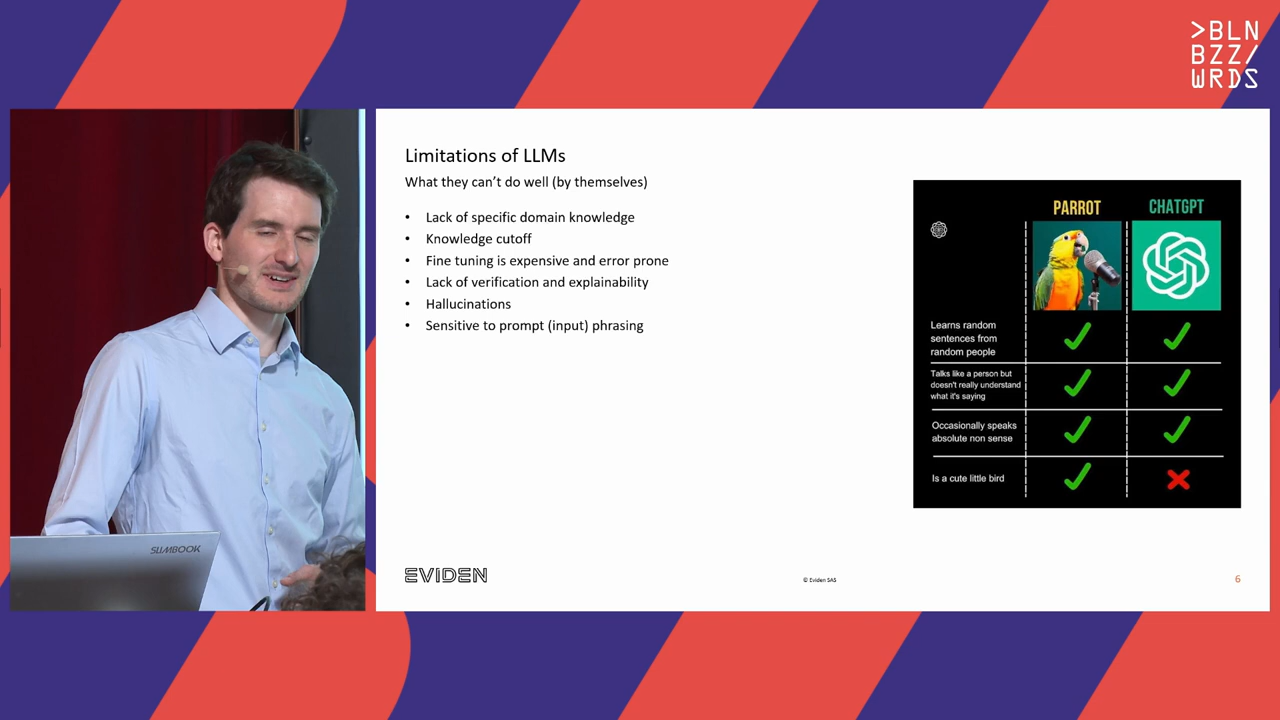 >BLN
BZZ/
WRDS
Limitations of LLMs
What they can’t do well (by themselves)
• Lack of specific domain knowledge
• Knowledge cutoff
• Fine tuning is expensive and error prone
• Lack of verification and explainability
• Hallucinations
• Sensitive to prompt (input) phrasing
PARROT CHATGPT
Learns random
sentences from
random people
Talks like a person but
doesn't really understand
what it's saying
Occasionally speaks
absolute non sense
Is a cute little bird
SLIMBOOK
EVIDEN
© Eviden SAS
6